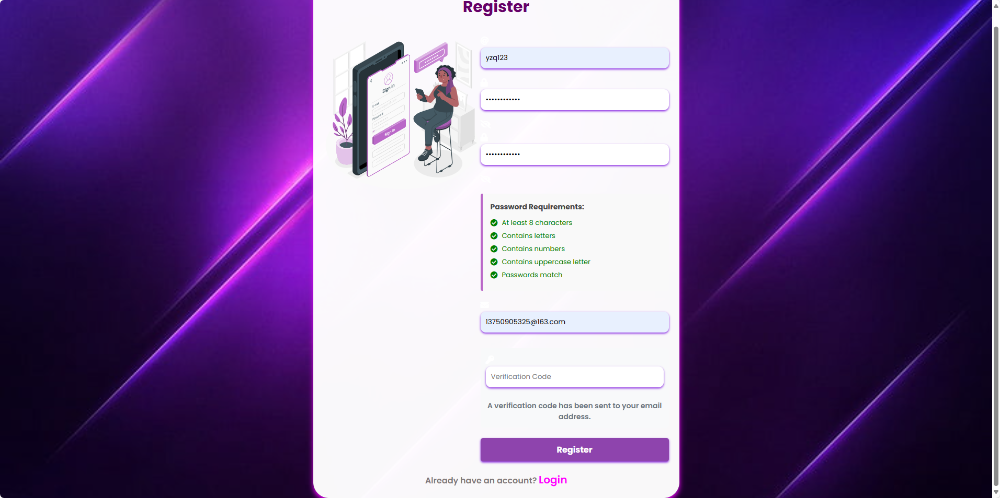 Register
Sign in
E-mail
Password
Sign in
yzq123
••••••••••••
••••••••••••
Password Requirements:
At least 8 characters
Contains letters
Contains numbers
Contains uppercase letter
Passwords match
13750905325@163.com
Verification Code
A verification code has been sent to your email
address.
Register
Already have an account? Login